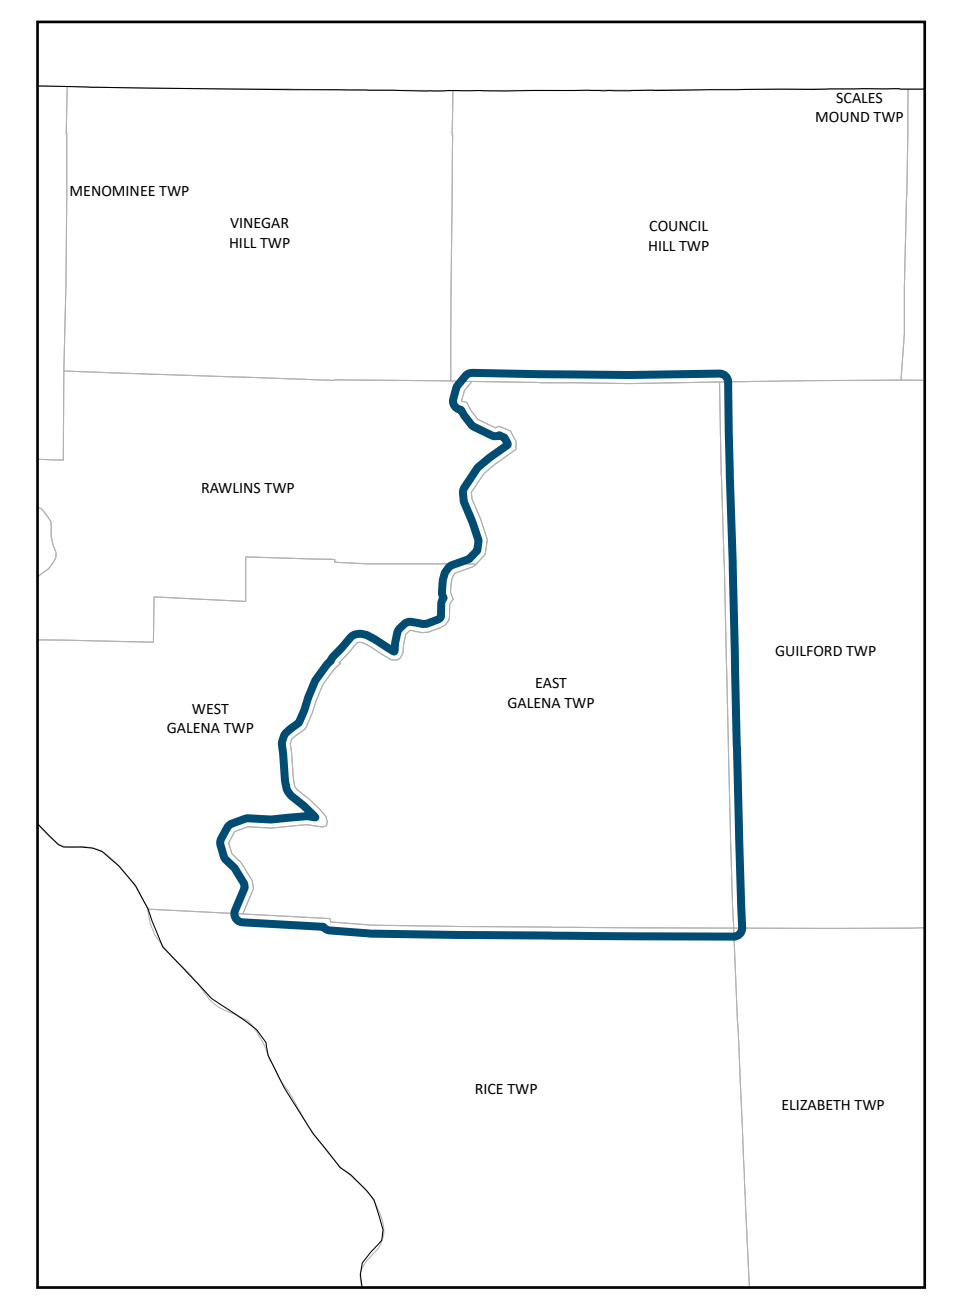 SCALES
MOUND TWP
MENOMINEE TWP
VINEGAR
HILL TWP
COUNCIL
HILL TWP
RAWLINS TWP
GUILFORD TWP
EAST
GALENA TWP
WEST
GALENA TWP
RICE TWP
ELIZABETH TWP